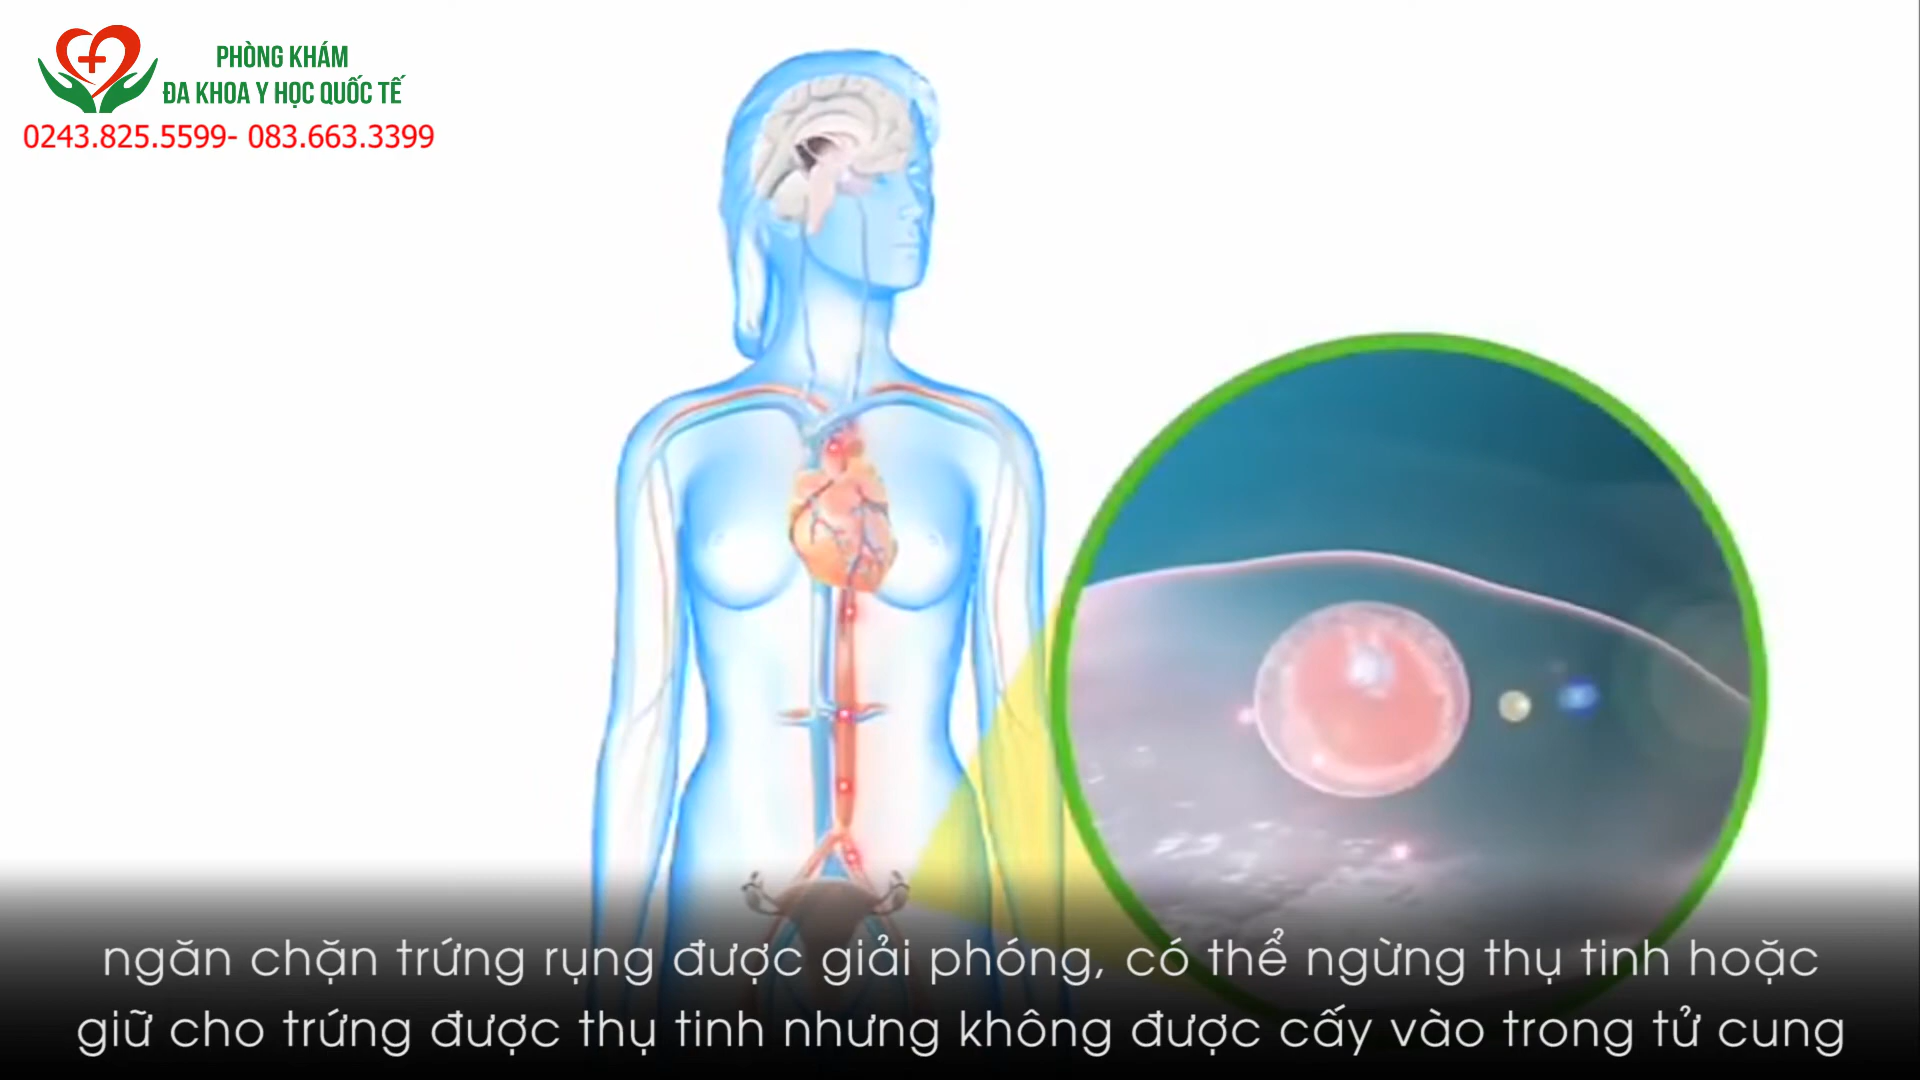 PHÒNG KHÁM
ĐA KHOA Y HỌC QUỐC TẾ
0243.825.5599- 083.663.3399
ngăn chặn trứng rụng được giải phóng, có thể ngừng thụ tinh hoặc
giữ cho trứng được thụ tinh nhưng không được cấy vào trong tử cung